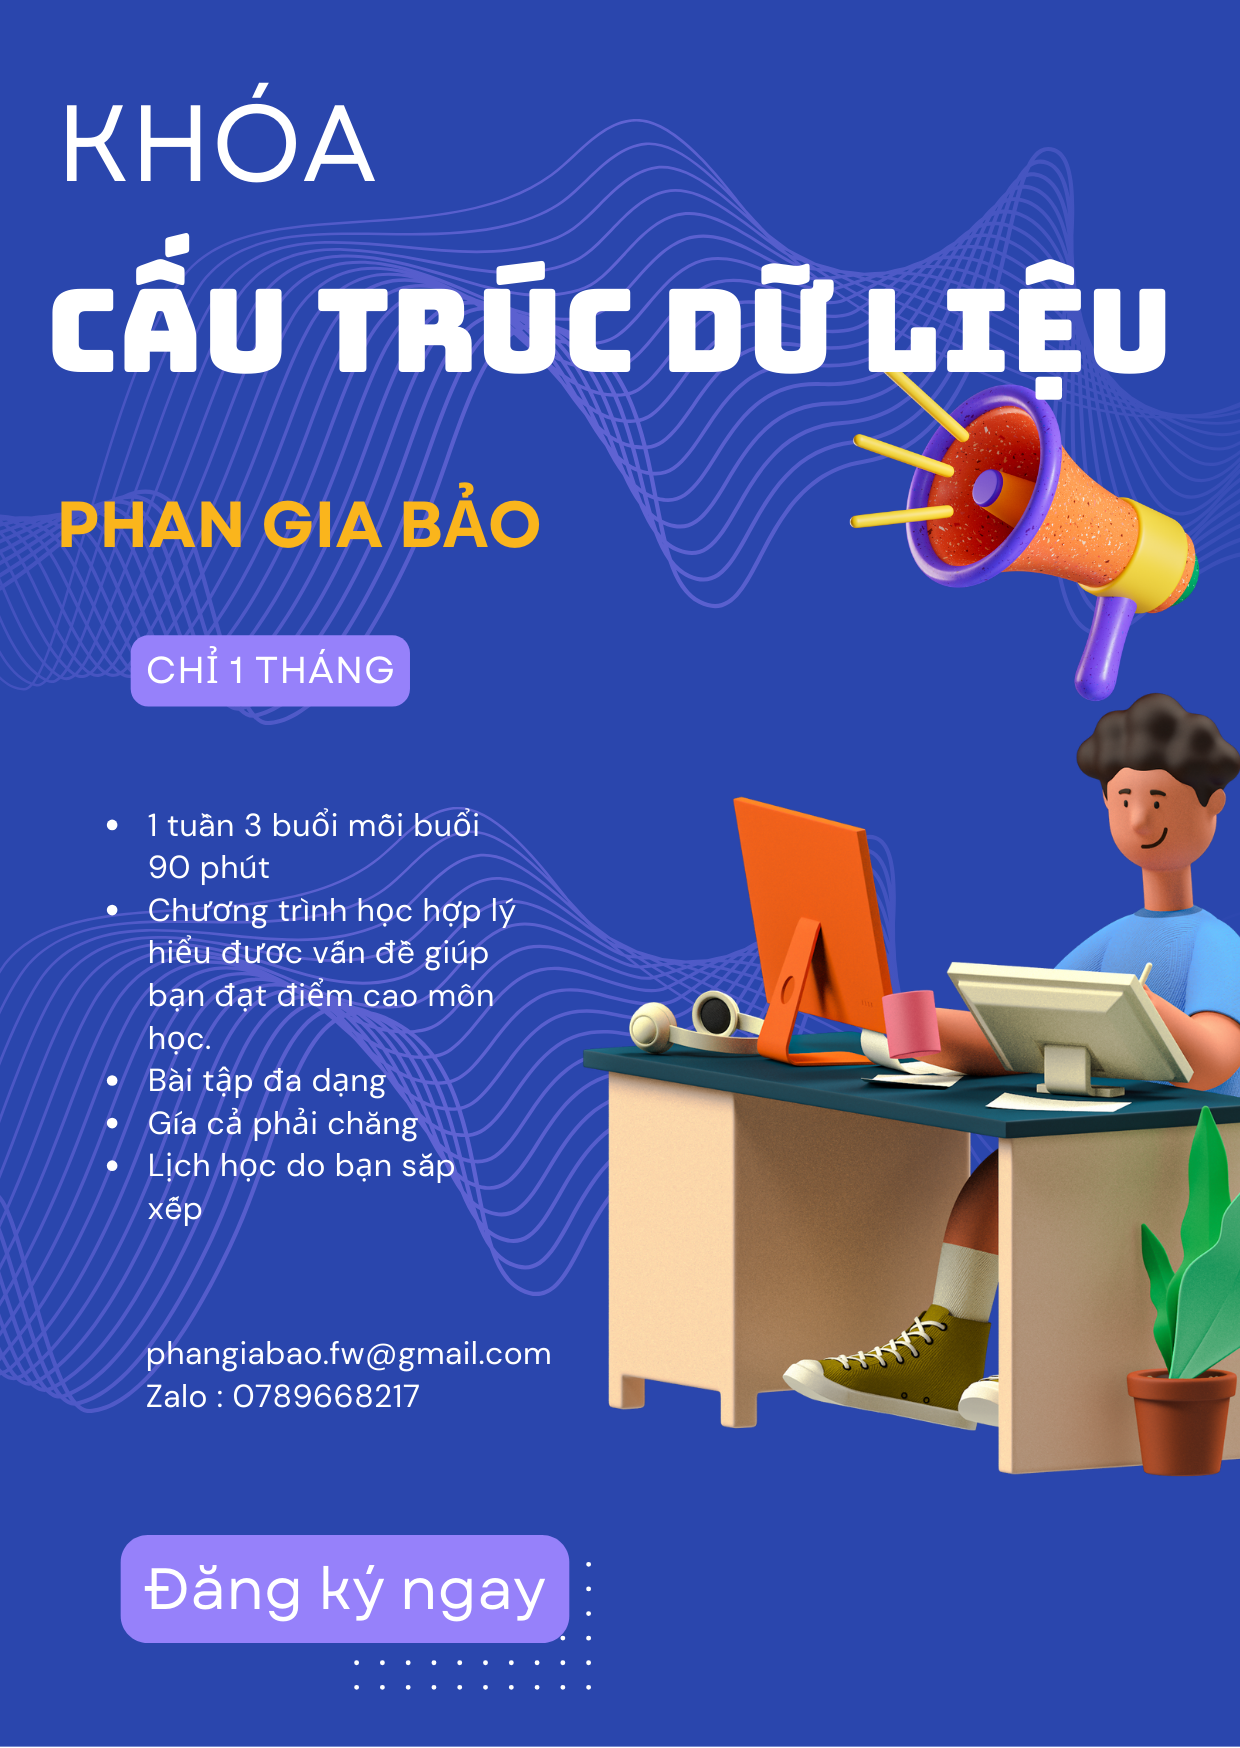 KHÓA
CẤU TRÚC DỮ LIỆU
PHAN GIA BẢO
CHỈ 1 THÁNG
• 1 tuần 3 buổi mỗi buổi
90 phút
• Chương trình học hợp lý
hiểu đươc vấn đề giúp
bạn đạt điểm cao môn
học.
• Bài tập đa dạng
• Gía cả phải chăng
• Lịch học do bạn sắp
xếp
phangiabao.fw@gmail.com
Zalo : 0789668217
Đăng ký ngay